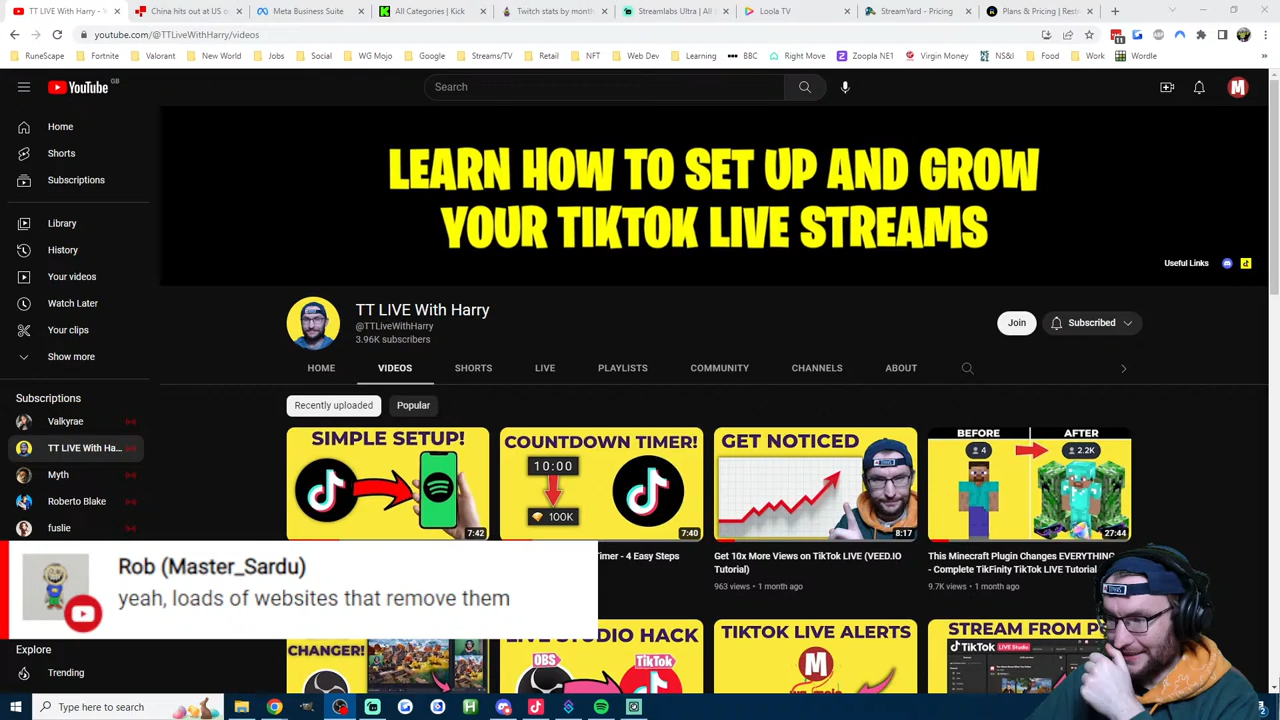 TT LIVE With Harry - Y
China hits out at US o
Meta Business Suite
All Categories | Kick
Twitch stats by month
Streamlabs Ultra | All S
Loola TV
StreamYard - Pricing
Plans & Pricing | Rest
youtube.com/@TTLiveWithHarry/videos
RuneScape
Fortnite
Valorant
Jobs
Social
WG Mojo
Google
Streams/TV
Retail
NFT
Web Dev
Learning
BBC
Right Move
Zoopla NE1
Virgin Money
NS&I
Food
Work
Wordle
YouTube GB
Search
M
Home
Shorts
Subscriptions
Library
History
Your videos
Watch Later
Your clips
Show more
Subscriptions
Valkyrae
TT LIVE With Ha...
Myth
Roberto Blake
fuslie
Explore
Trending
LEARN HOW TO SET UP AND GROW
YOUR TIKTOK LIVE STREAMS
Useful Links
TT LIVE With Harry
@TTLiveWithHarry
3.96K subscribers
Join
Subscribed
HOME
VIDEOS
SHORTS
LIVE
PLAYLISTS
COMMUNITY
CHANNELS
ABOUT
Recently uploaded
Popular
SIMPLE SETUP!
7:42
COUNTDOWN TIMER!
10:00
100K
7:40
GET NOTICED
8:17
BEFORE
AFTER
4
2.2K
27:44
Timer - 4 Easy Steps
Get 10x More Views on TikTok LIVE (VEED.IO
Tutorial)
963 views • 1 month ago
This Minecraft Plugin Changes EVERYTHING
- Complete TikFinity TikTok LIVE Tutorial
9.7K views • 1 month ago
Rob (Master_Sardu)
yeah, loads of websites that remove them
CHANGER!
LIVE STUDIO HACK
OBS
TikTok
TIKTOK LIVE ALERTS
M
STREAM FROM PC
TikTok LIVE Studio
Type here to search